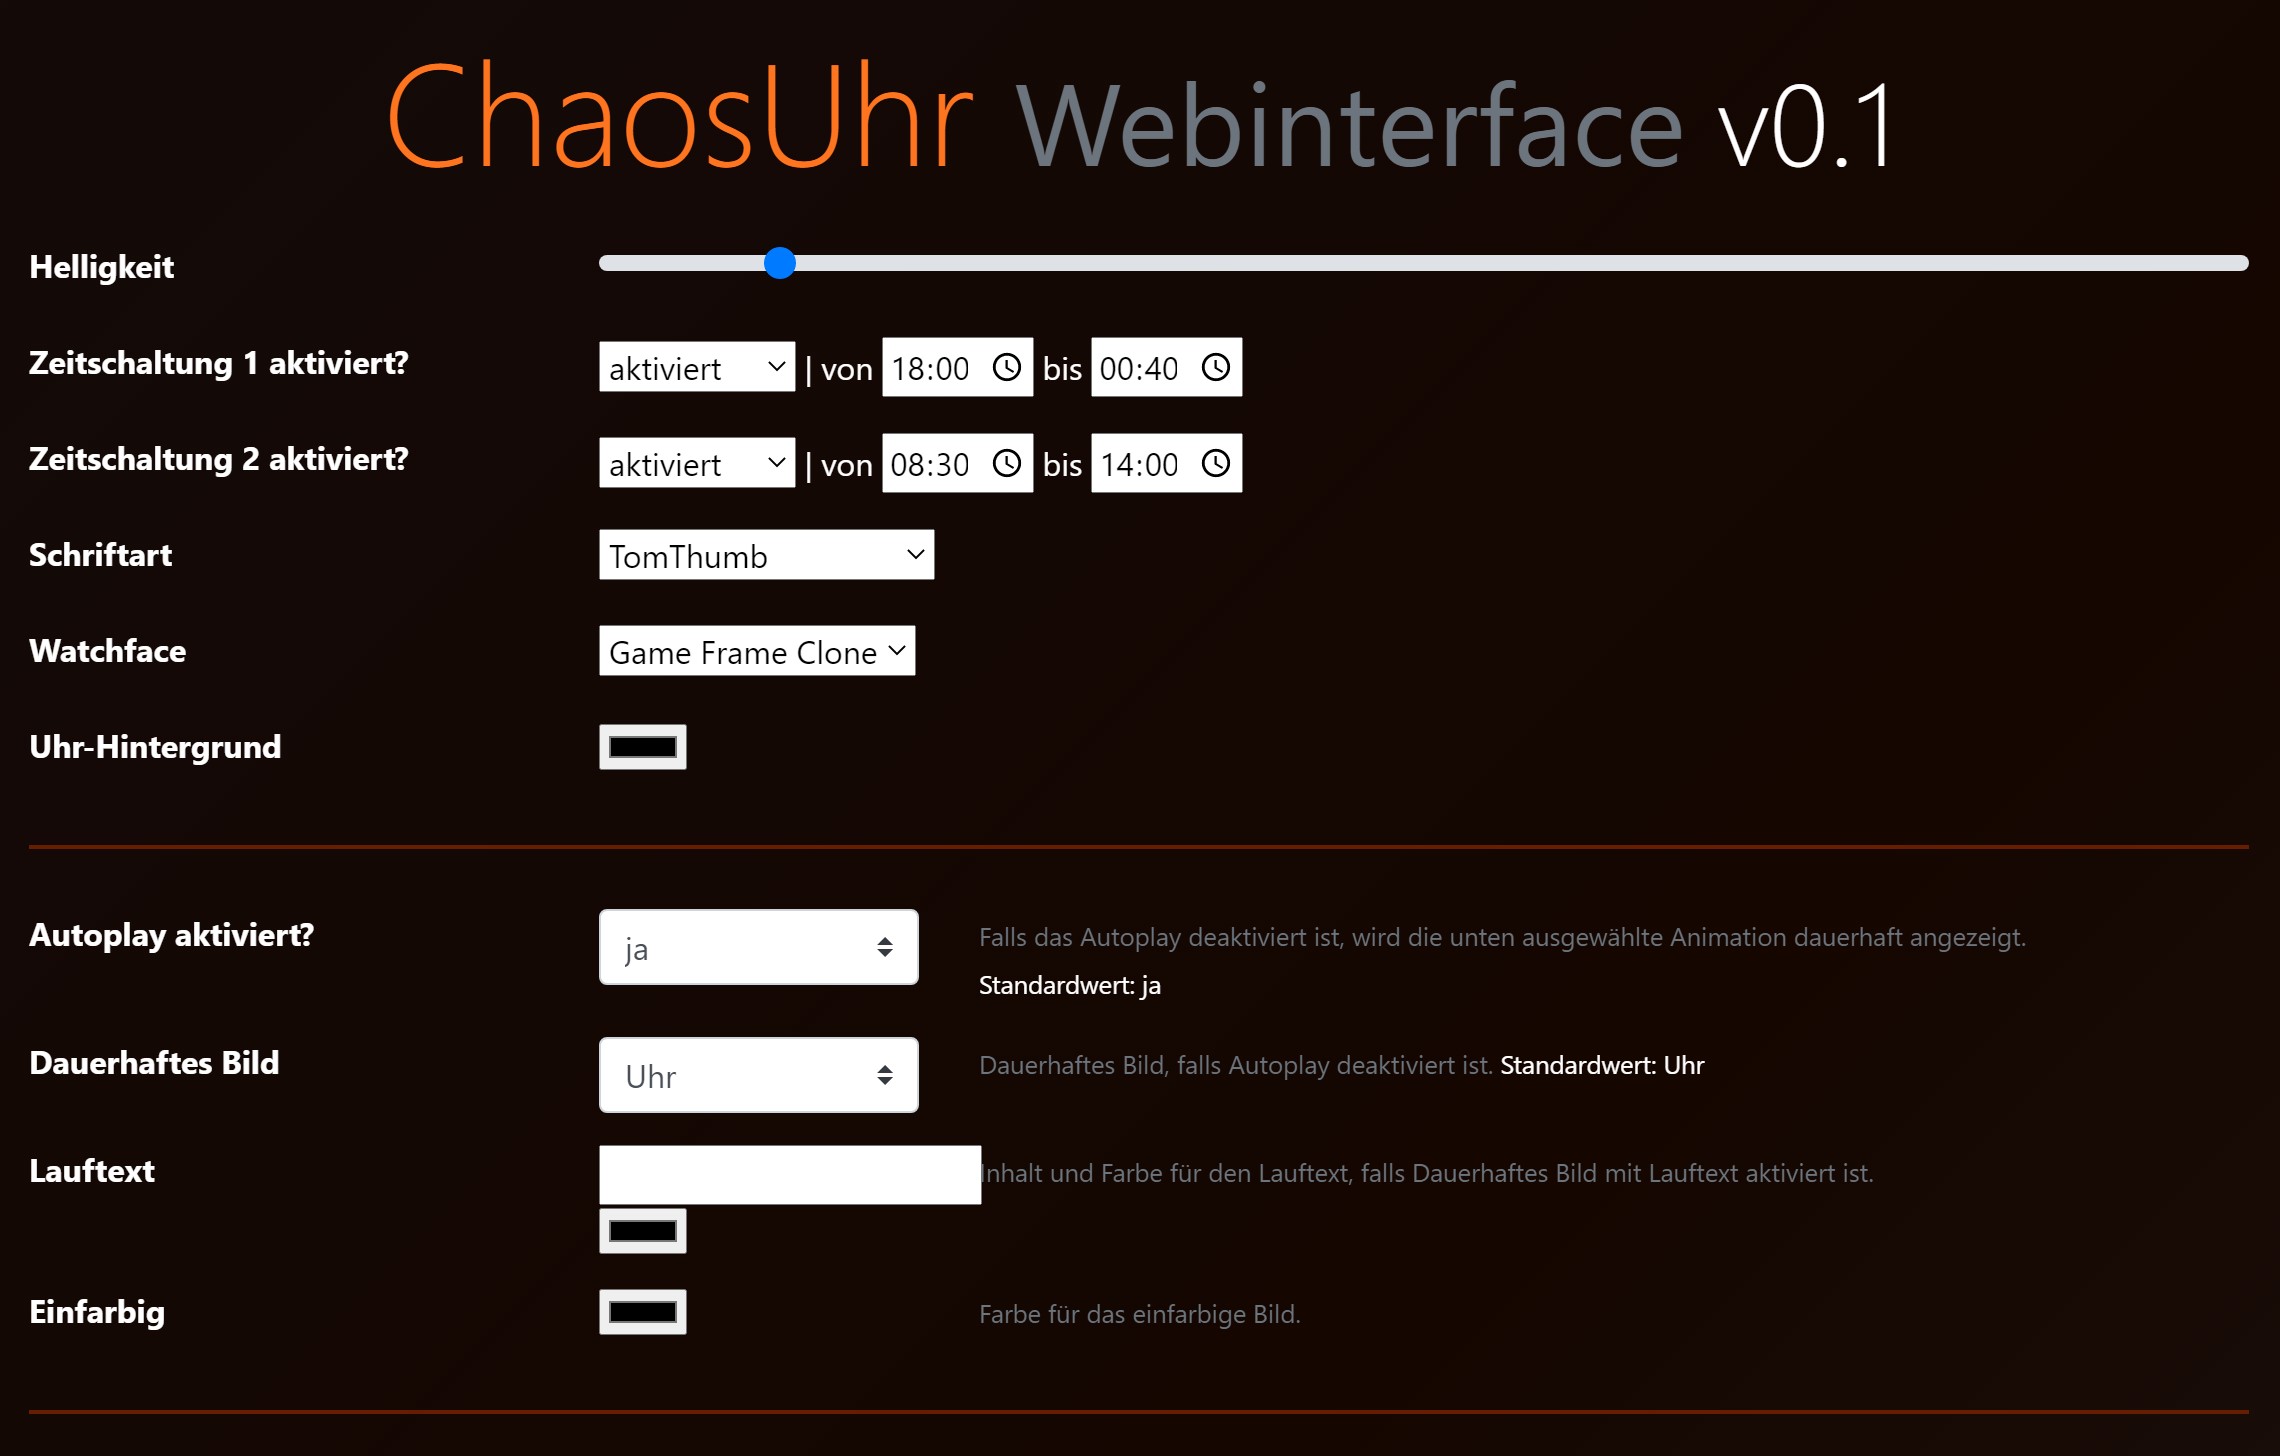 ChaosUhr Webinterface v0.1
Helligkeit
Zeitschaltung 1 aktiviert? aktiviert | von 18:00 bis 00:40
Zeitschaltung 2 aktiviert? aktiviert | von 08:30 bis 14:00
Schriftart TomThumb
Watchface Game Frame Clone
Uhr-Hintergrund
Autoplay aktiviert? ja Falls das Autoplay deaktiviert ist, wird die unten ausgewählte Animation dauerhaft angezeigt.
Standardwert: ja
Dauerhaftes Bild Uhr Dauerhaftes Bild, falls Autoplay deaktiviert ist. Standardwert: Uhr
Lauftext Inhalt und Farbe für den Lauftext, falls Dauerhaftes Bild mit Lauftext aktiviert ist.
Einfarbig Farbe für das einfarbige Bild.